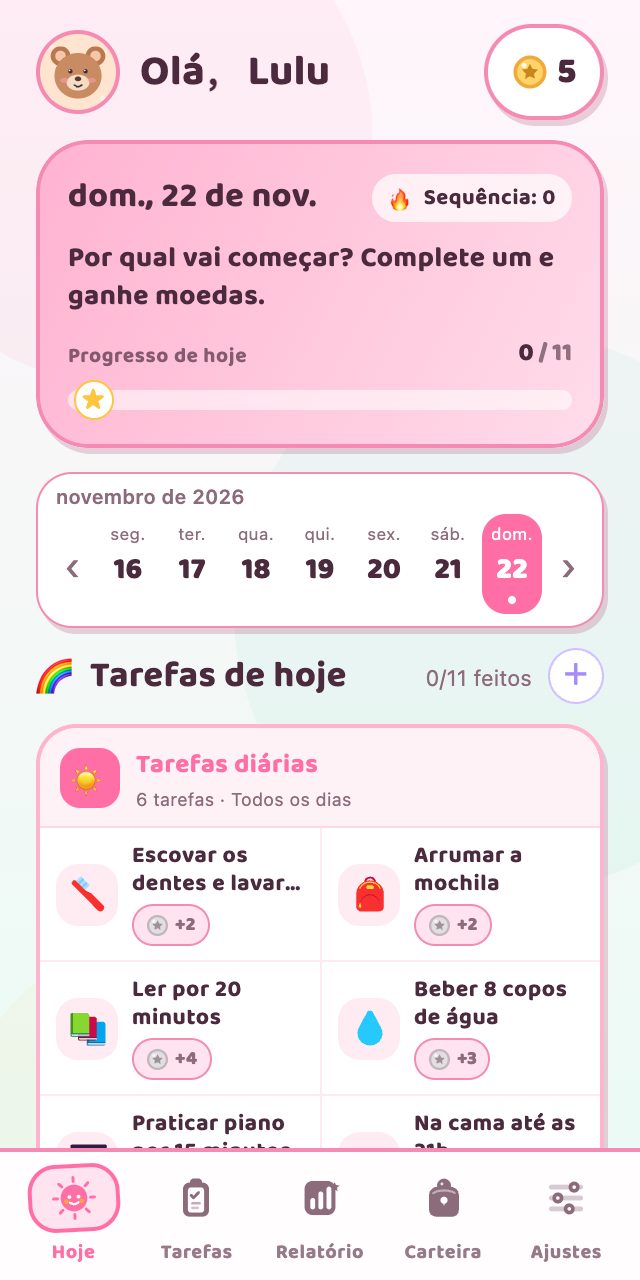 Olá, Lulu
5
dom., 22 de nov.
Sequência: 0
Por qual vai começar? Complete um e
ganhe moedas.
Progresso de hoje
0 / 11
novembro de 2026
seg. ter. qua. qui. sex. sáb. dom.
‹ 16 17 18 19 20 21 22 ›
Tarefas de hoje
0/11 feitos
+
Tarefas diárias
6 tarefas · Todos os dias
Escovar os
dentes e lavar...
+2
Arrumar a
mochila
+2
Ler por 20
minutos
+4
Beber 8 copos
de água
+3
Praticar piano
por 15 minutos
Na cama até as
21h
Hoje
Tarefas
Relatório
Carteira
Ajustes